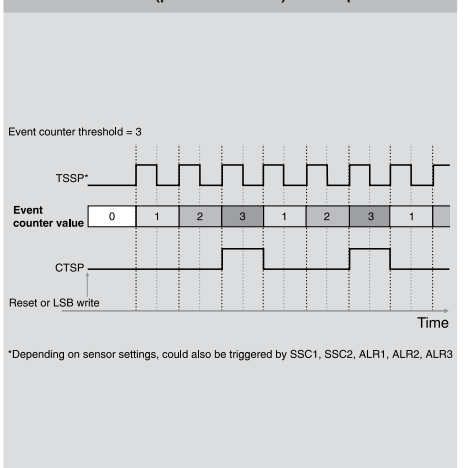 Event counter threshold = 3
TSSP*
Event
counter value
0 1 2 3 1 2 3 1
CTSP
Reset or LSB write
Time
*Depending on sensor settings, could also be triggered by SSC1, SSC2, ALR1, ALR2, ALR3